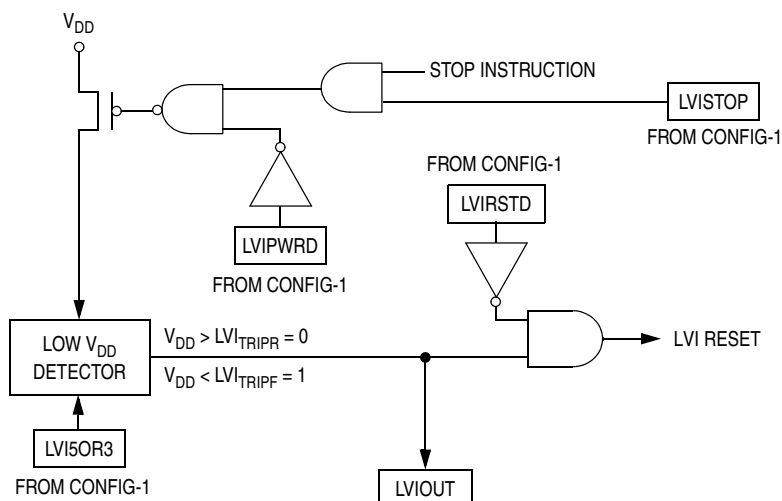 VDD
STOP INSTRUCTION
LVISTOP
FROM CONFIG-1
FROM CONFIG-1
LVIRSTD
LVIPWRD
FROM CONFIG-1
LOW VDD
DETECTOR
VDD > LVITRIPR = 0
VDD < LVITRIPF = 1
LVI RESET
LVI5OR3
FROM CONFIG-1
LVIOUT